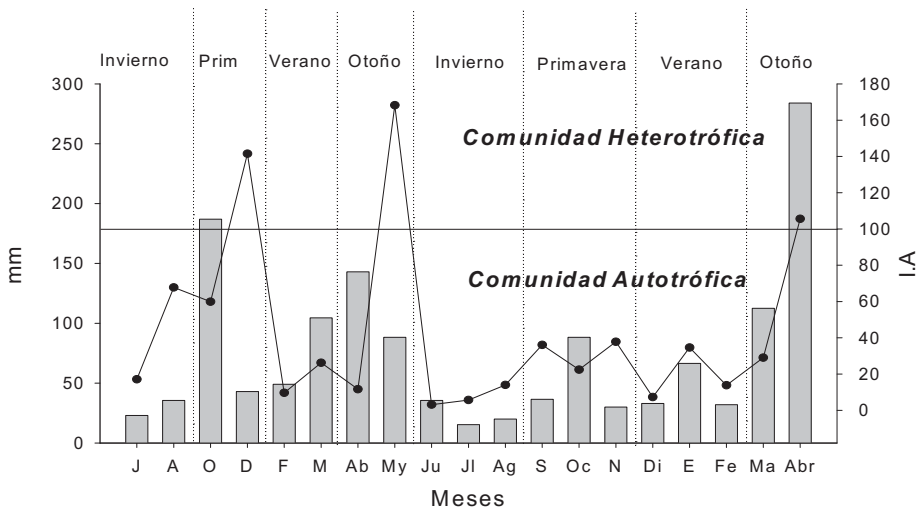 Invierno Prim Verano Otoño Invierno Primavera Verano Otoño
300 180
250 160
200 140
150 120
100 100
50 80
0 60
40
20
0
mm
I.A
Comunidad Heterotrófica
Comunidad Autotrófica
J A O D F M Ab My Ju Jl Ag S Oc N Di E Fe Ma Abr
Meses